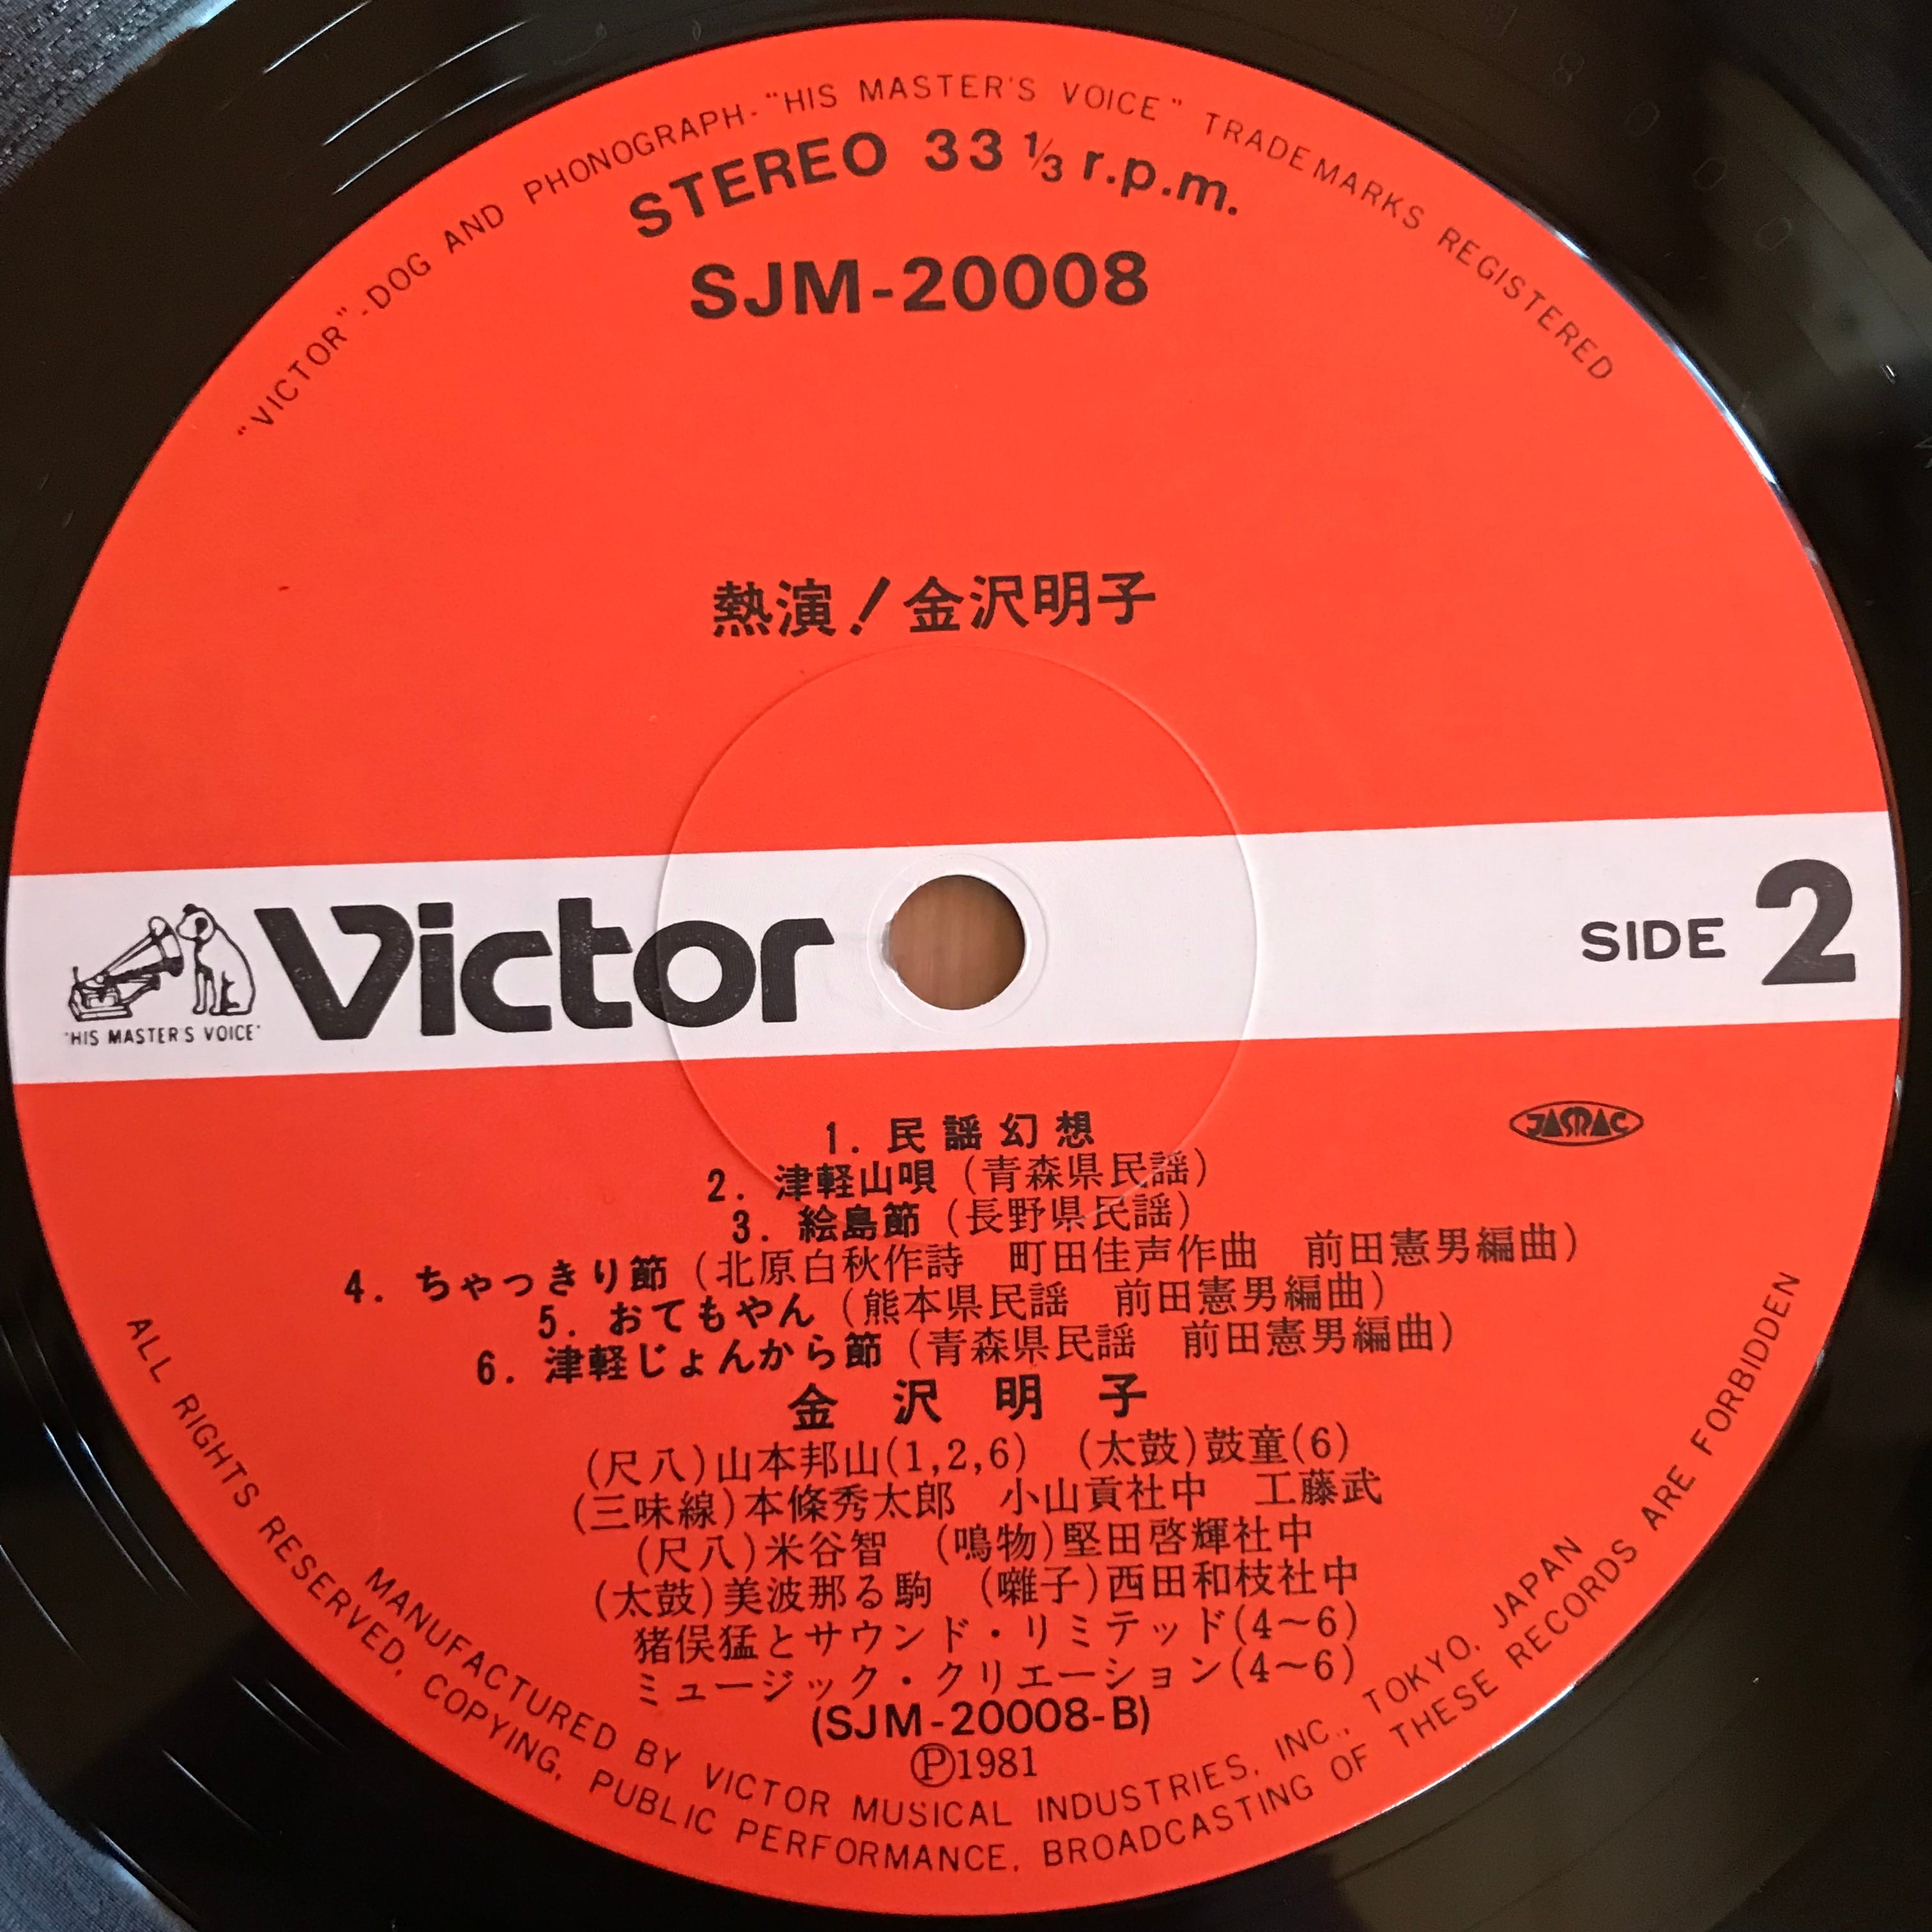 "VICTOR"-DOG AND PHONOGRAPH-"HIS MASTER'S VOICE" TRADEMARKS REGISTERED
STEREO 33 ⅓ r.p.m.
SJM-20008
熱演!金沢明子
"HIS MASTER'S VOICE"
Victor
SIDE 2
JASRAC
1. 民謡幻想
2. 津軽山唄 (青森県民謡)
3. 絵島節 (長野県民謡)
4. ちゃっきり節 (北原白秋作詩 町田佳声作曲 前田憲男編曲)
5. おてもやん (熊本県民謡 前田憲男編曲)
6. 津軽じょんから節 (青森県民謡 前田憲男編曲)
金沢明子
(尺八)山本邦山(1,2,6) (太鼓)鼓童(6)
(三味線)本條秀太郎 小山貢社中 工藤武
(尺八)米谷智 (鳴物)堅田啓輝社中
(太鼓)美波那る駒 (囃子)西田和枝社中
猪俣猛とサウンド・リミテッド(4〜6)
ミュージック・クリエーション(4〜6)
(SJM-20008-B)
Ⓟ1981
MANUFACTURED BY VICTOR MUSICAL INDUSTRIES, INC., TOKYO, JAPAN
ALL RIGHTS RESERVED, COPYING, PUBLIC PERFORMANCE, BROADCASTING OF THESE RECORDS ARE FORBIDDEN